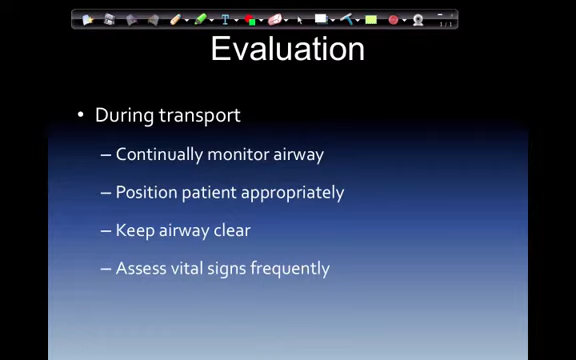 Evaluation
• During transport
– Continually monitor airway
– Position patient appropriately
– Keep airway clear
– Assess vital signs frequently